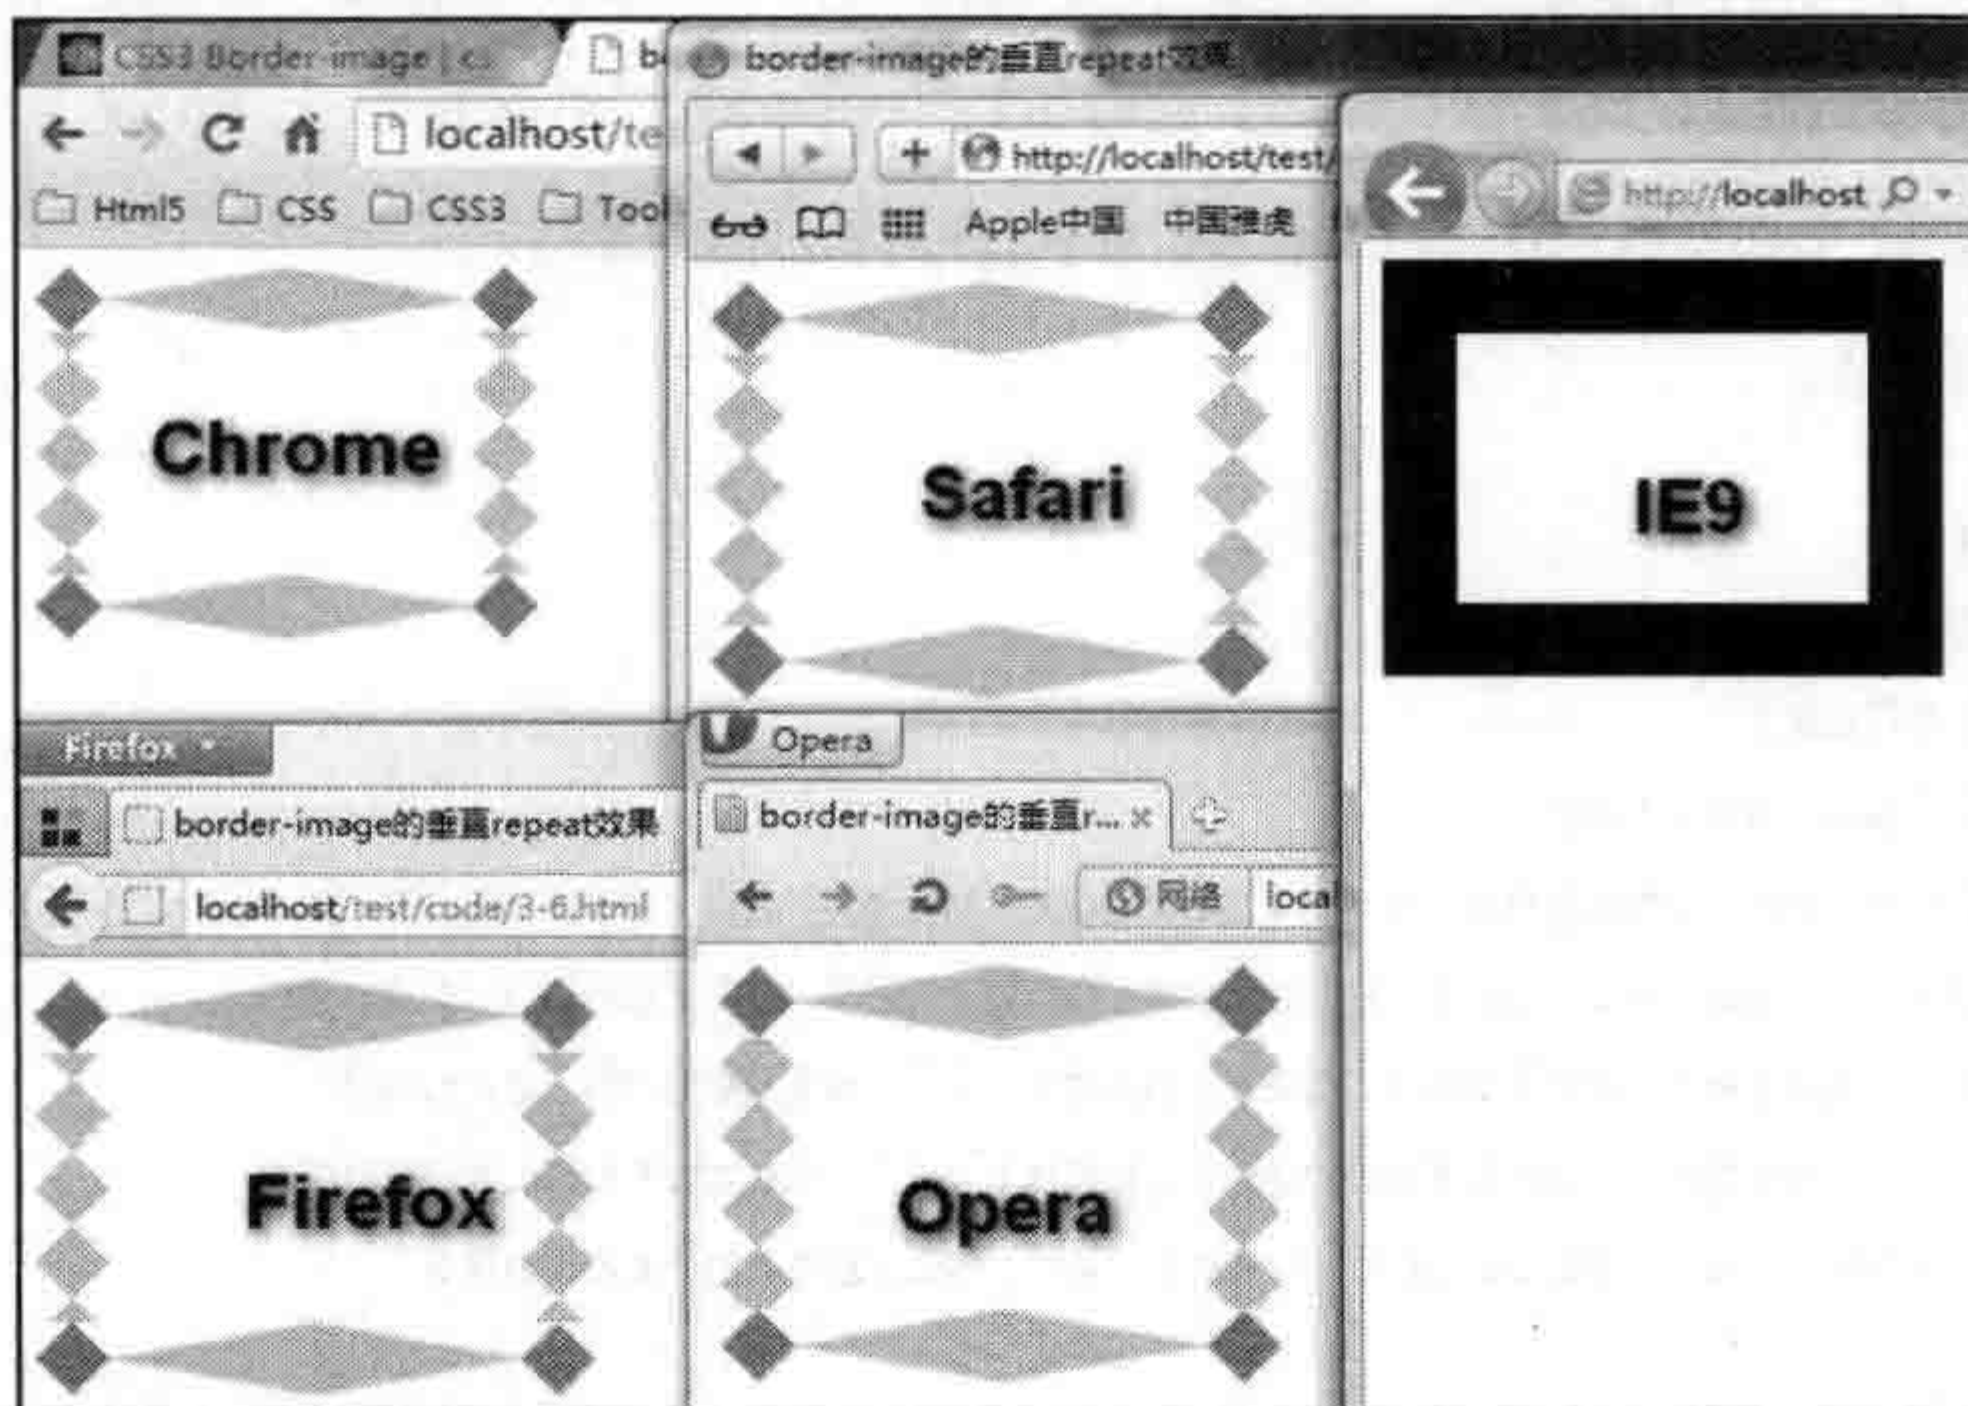 CSS3 Border-image | c
b
localhost/te
Html5 CSS CSS3 Tool
Chrome
border-image的垂直repeat效果
http://localhost/test/
Apple中国 中国雅虎
Safari
http://localhost
IE9
Firefox
border-image的垂直repeat效果
localhost/test/code/3-6.html
Firefox
Opera
border-image的垂直r...
网络 local
Opera